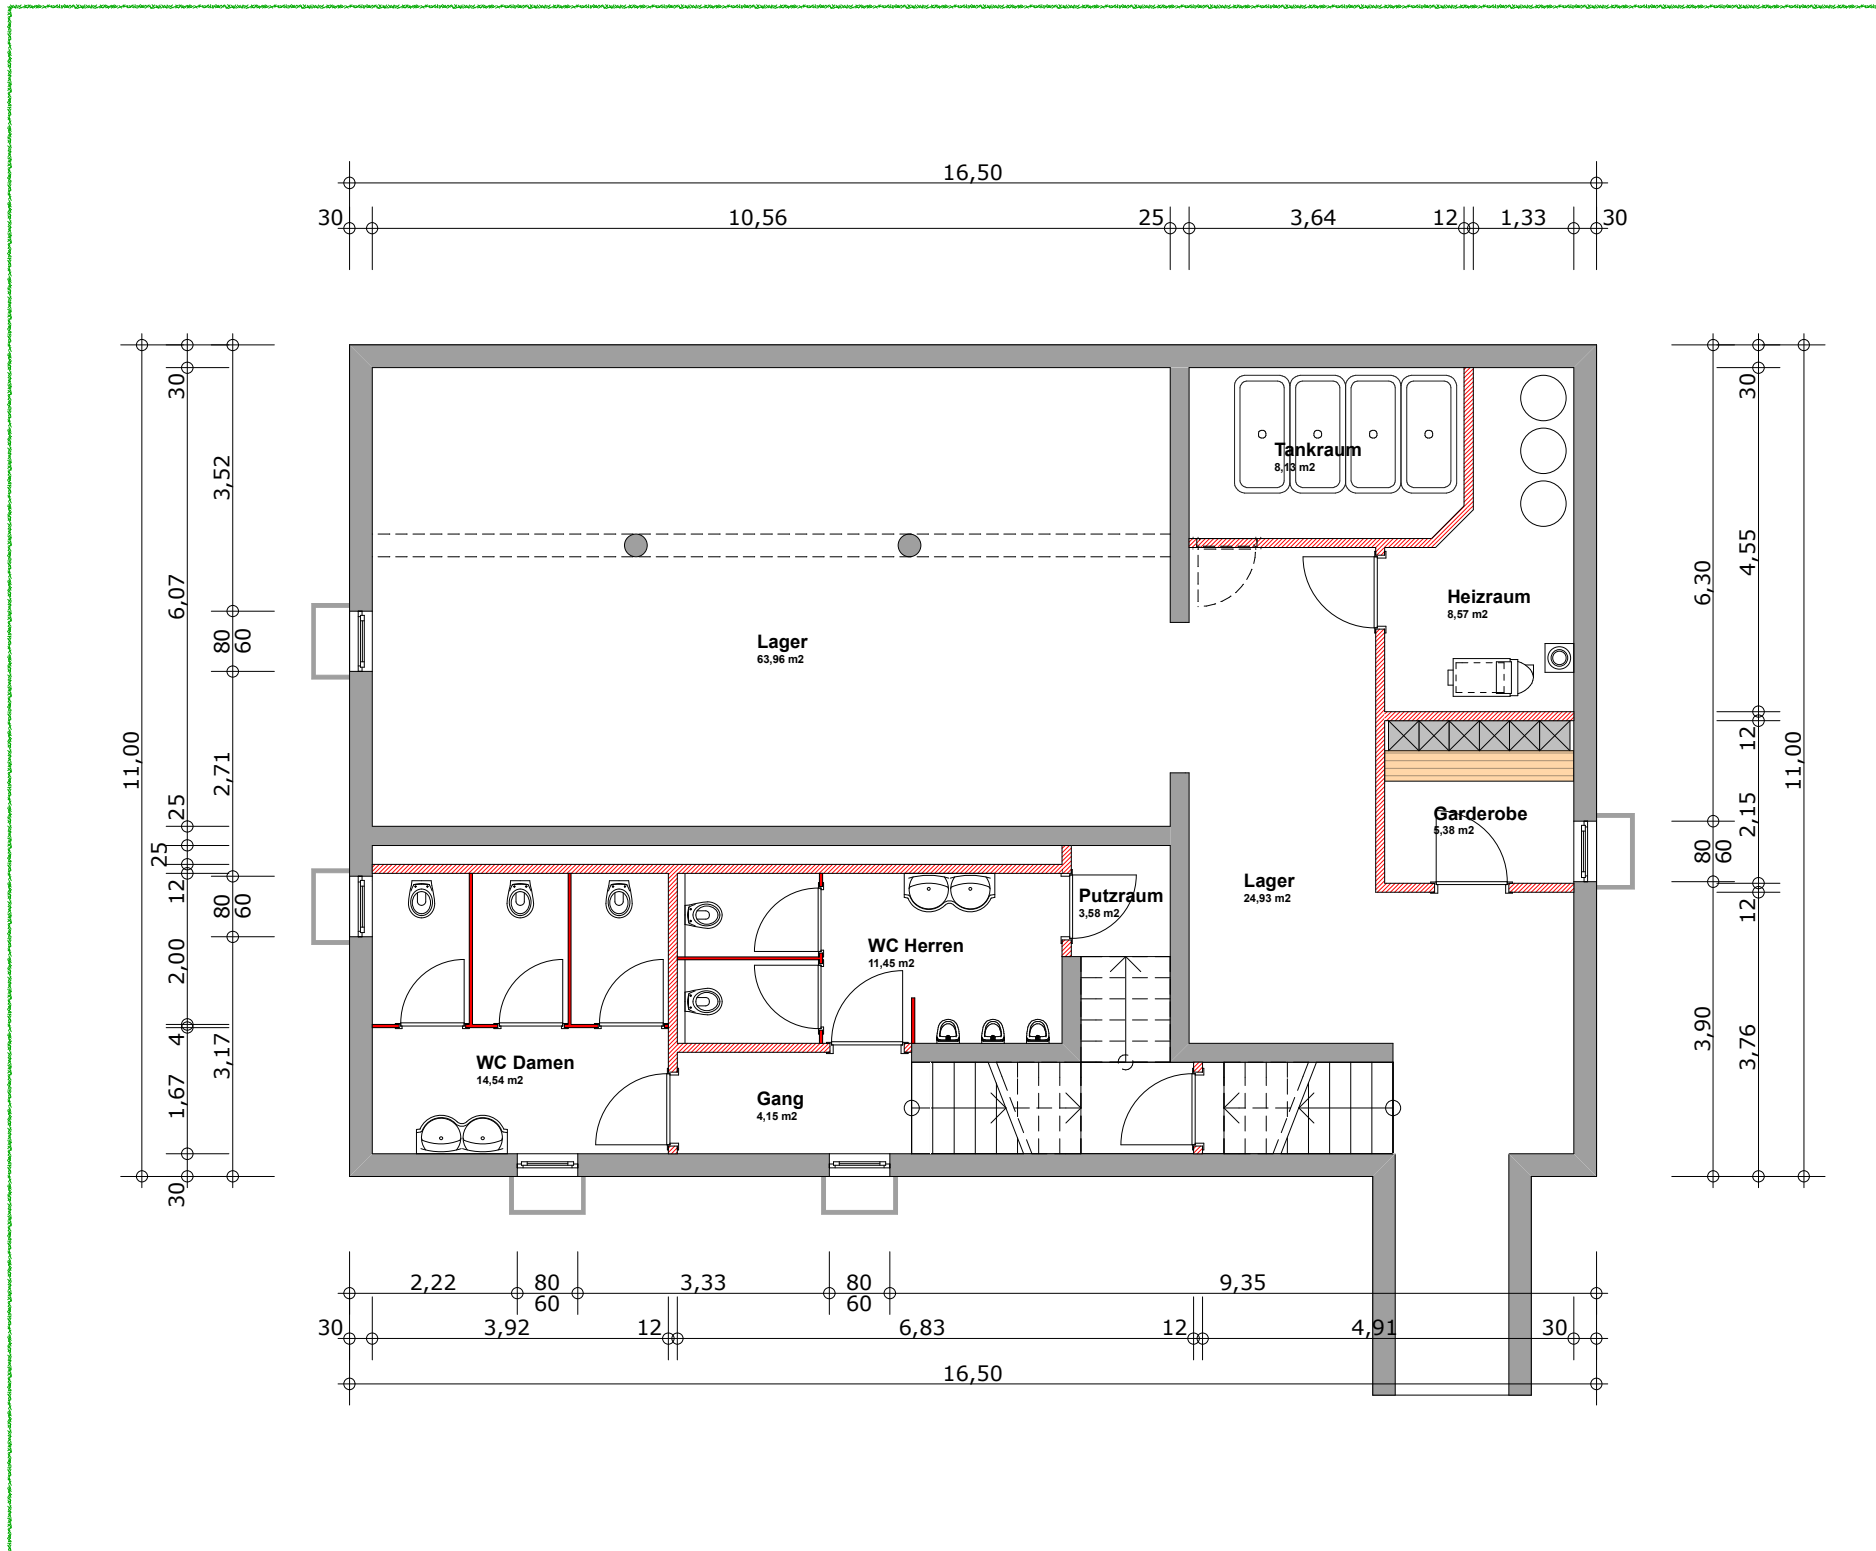 16,50
30 10,56 25 3,64 12 1,33 30
30
3,52
6,07
80
60
11,00
2,71
25
25
12
80
60
2,00
4
3,17
1,67
30
Tankraum
8,13 m2
Heizraum
8,57 m2
Lager
63,96 m2
Garderobe
5,38 m2
Lager
24,93 m2
Putzraum
3,58 m2
WC Herren
11,45 m2
WC Damen
14,54 m2
Gang
4,15 m2
30
4,55
6,30
12
11,00
2,15
80
60
12
3,90
3,76
2,22 80 3,33 80 9,35
60 60
30 3,92 12 6,83 12 4,91 30
16,50